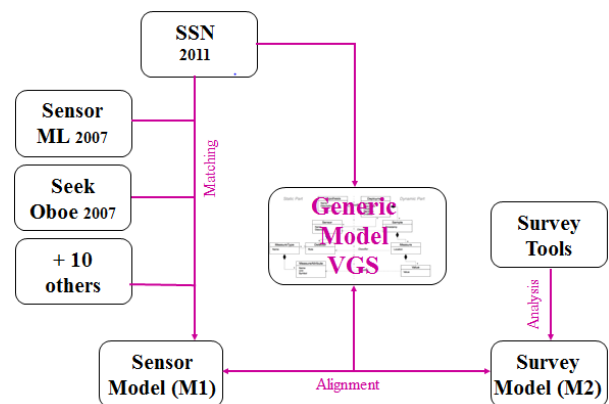 SSN
2011
Sensor
ML 2007
Seek
Oboe 2007
+ 10
others
Matching
Generic
Model
VGS
Survey
Tools
Analysis
Sensor
Model (M1)
Alignment
Survey
Model (M2)